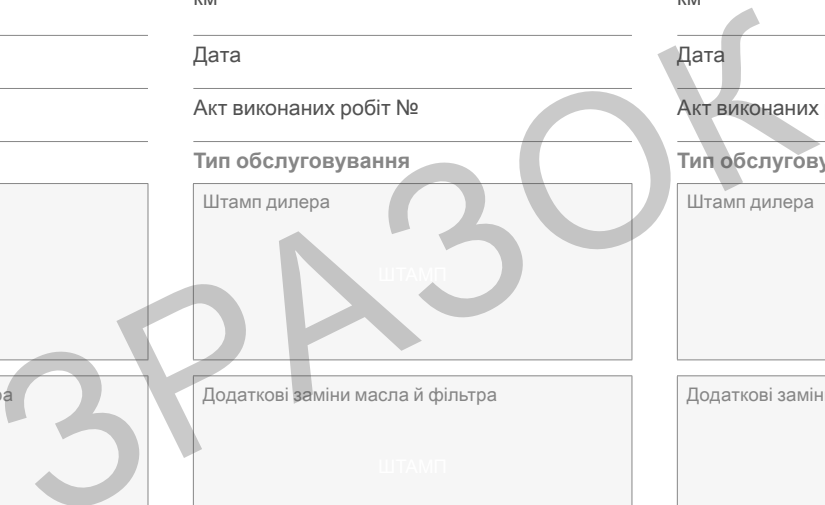 км
км
Дата
Дата
Акт виконаних робіт №
Акт виконаних
Тип обслуговування
Тип обслугову
Штамп дилера
Штамп дилера
ШТАМП
ЗРАЗОК
ра
Додаткові заміни масла й фільтра
Додаткові замін
ШТАМП